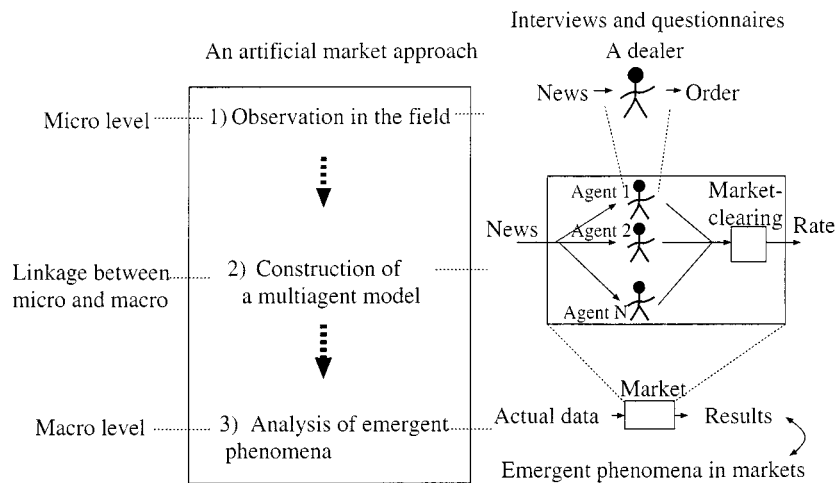 Interviews and questionnaires
An artificial market approach
A dealer
News
Order
Micro level
1) Observation in the field
Agent 1
Market-
clearing
News
Agent 2
Rate
Linkage between
micro and macro
2) Construction of
a multiagent model
Agent N
Market
Actual data
Results
Macro level
3) Analysis of emergent
phenomena
Emergent phenomena in markets